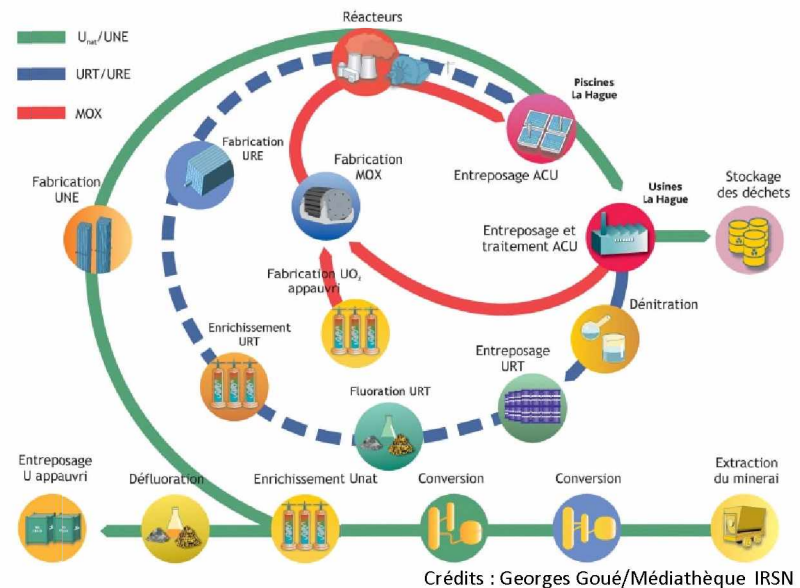 Réacteurs
Unat/UNE
URT/URE
MOX
Piscines
La Hague
Fabrication
URE
Fabrication
MOX
Entreposage ACU
Fabrication
UNE
Usines
La Hague
Stockage
des déchets
Entreposage et
traitement ACU
Fabrication UO2
appauvri
Dénitration
Enrichissement
URT
Entreposage
URT
Fluoration URT
Entreposage
U appauvri
Défluoration
Enrichissement Unat
Conversion
Conversion
Extraction
du minerai
Crédits : Georges Goué/Médiathèque IRSN